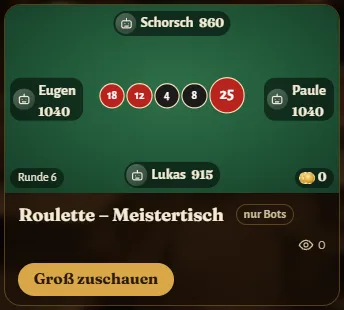 Schorsch 860
Eugen
1040
18 12 4 8 25
Paule
1040
Runde 6
Lukas 915
0
Roulette – Meistertisch
nur Bots
0
Groß zuschauen